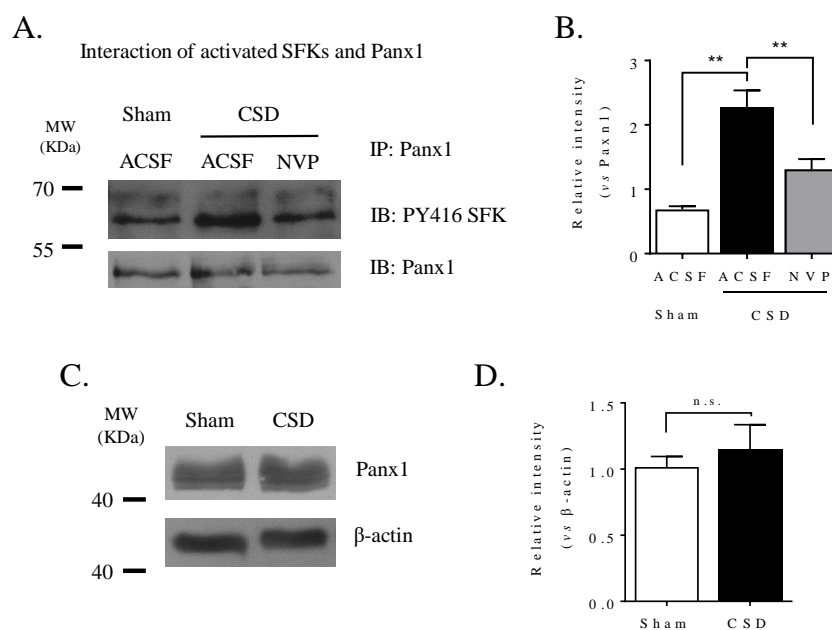 A.
Interaction of activated SFKs and Panx1
MW
(KDa)
Sham
CSD
ACSF
ACSF
NVP
IP: Panx1
70
IB: PY416 SFK
55
IB: Panx1
B.
Relative intensity
(vs Paxn1)
3
2
1
0
**
**
ACSF
ACSF
NVP
Sham
CSD
C.
MW
(KDa)
Sham
CSD
Panx1
40
β-actin
40
D.
Relative intensity
(vs β-actin)
1.5
1.0
0.5
0.0
n.s.
Sham
CSD